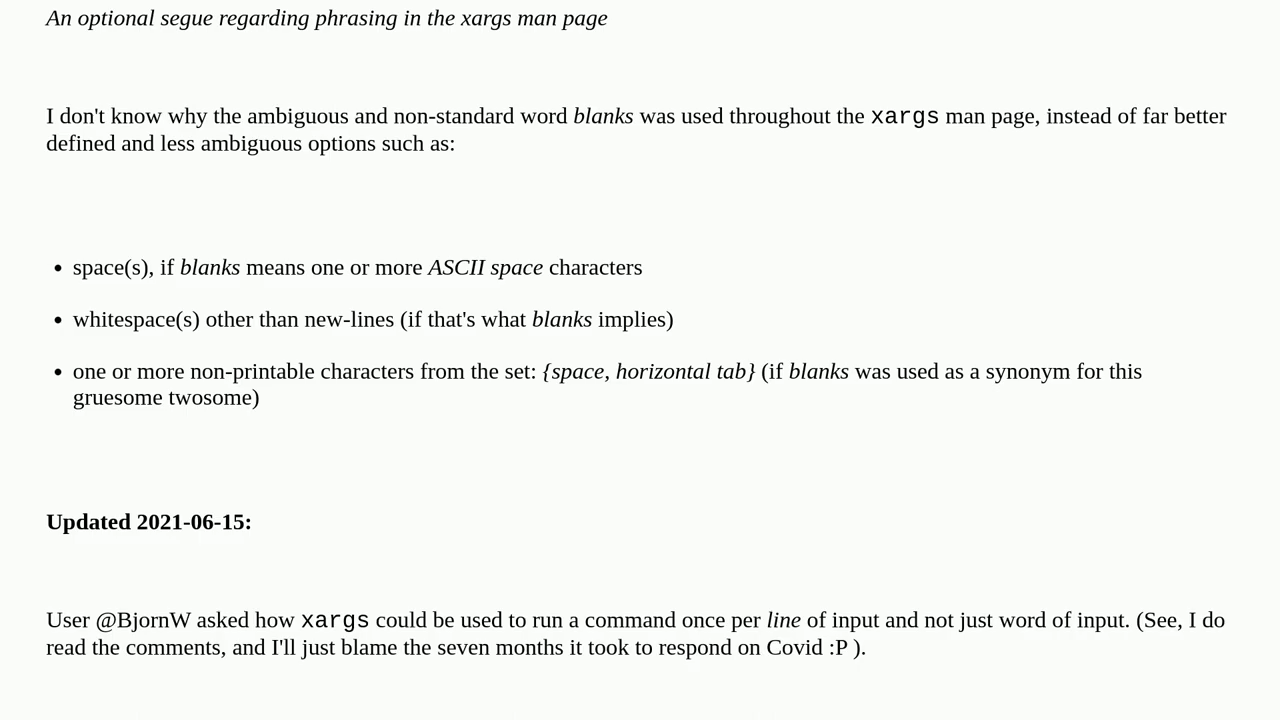 An optional segue regarding phrasing in the xargs man page
I don't know why the ambiguous and non-standard word blanks was used throughout the xargs man page, instead of far better
defined and less ambiguous options such as:
• space(s), if blanks means one or more ASCII space characters
• whitespace(s) other than new-lines (if that's what blanks implies)
• one or more non-printable characters from the set: {space, horizontal tab} (if blanks was used as a synonym for this
gruesome twosome)
Updated 2021-06-15:
User @BjornW asked how xargs could be used to run a command once per line of input and not just word of input. (See, I do
read the comments, and I'll just blame the seven months it took to respond on Covid :P ).